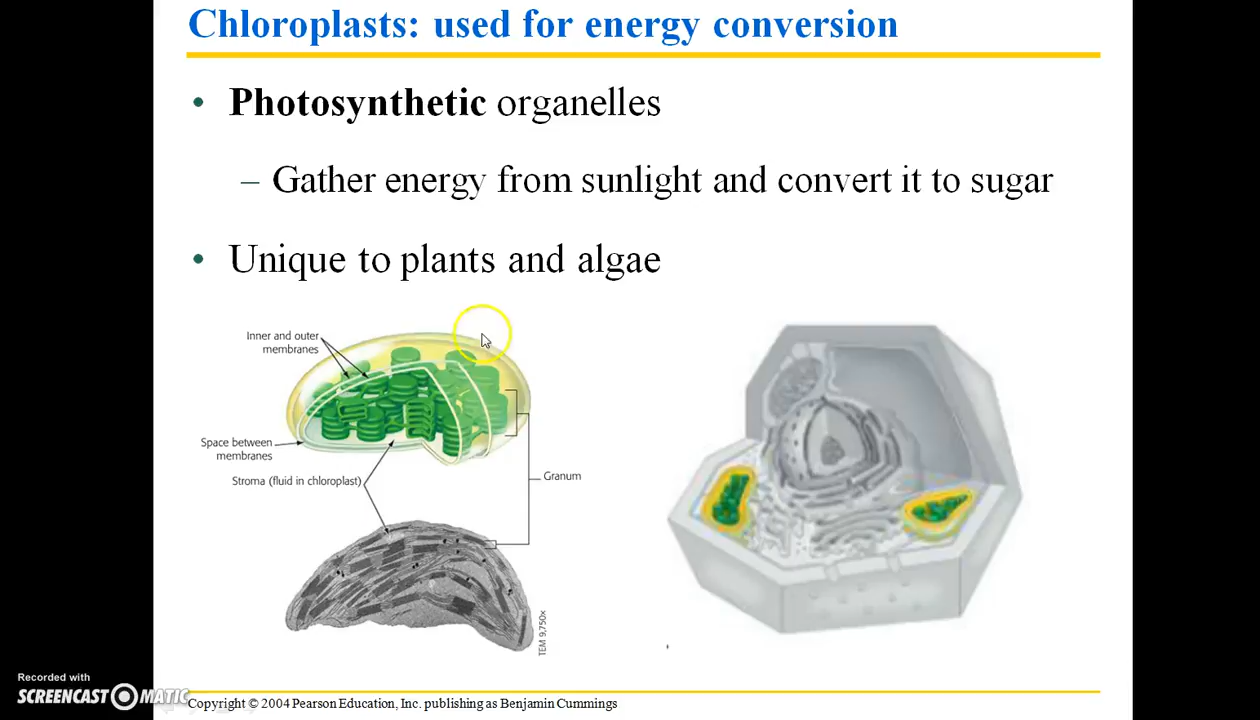 Chloroplasts: used for energy conversion
• Photosynthetic organelles
– Gather energy from sunlight and convert it to sugar
• Unique to plants and algae
Inner and outer
membranes
Space between
membranes
Stroma (fluid in chloroplast)
Granum
TEM 9,750x
Recorded with
SCREENCAST MATIC
Copyright © 2004 Pearson Education, Inc. publishing as Benjamin Cummings